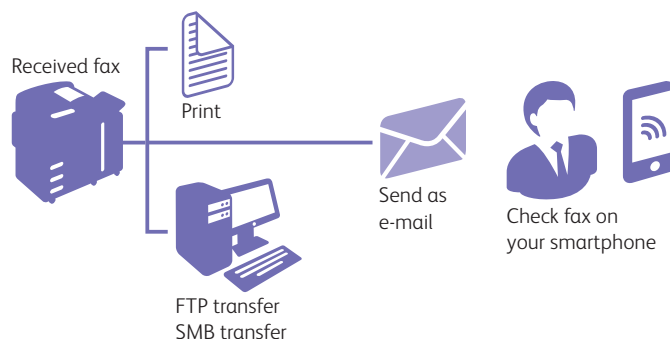 Received fax
Print
Send as
e-mail
Check fax on
your smartphone
FTP transfer
SMB transfer